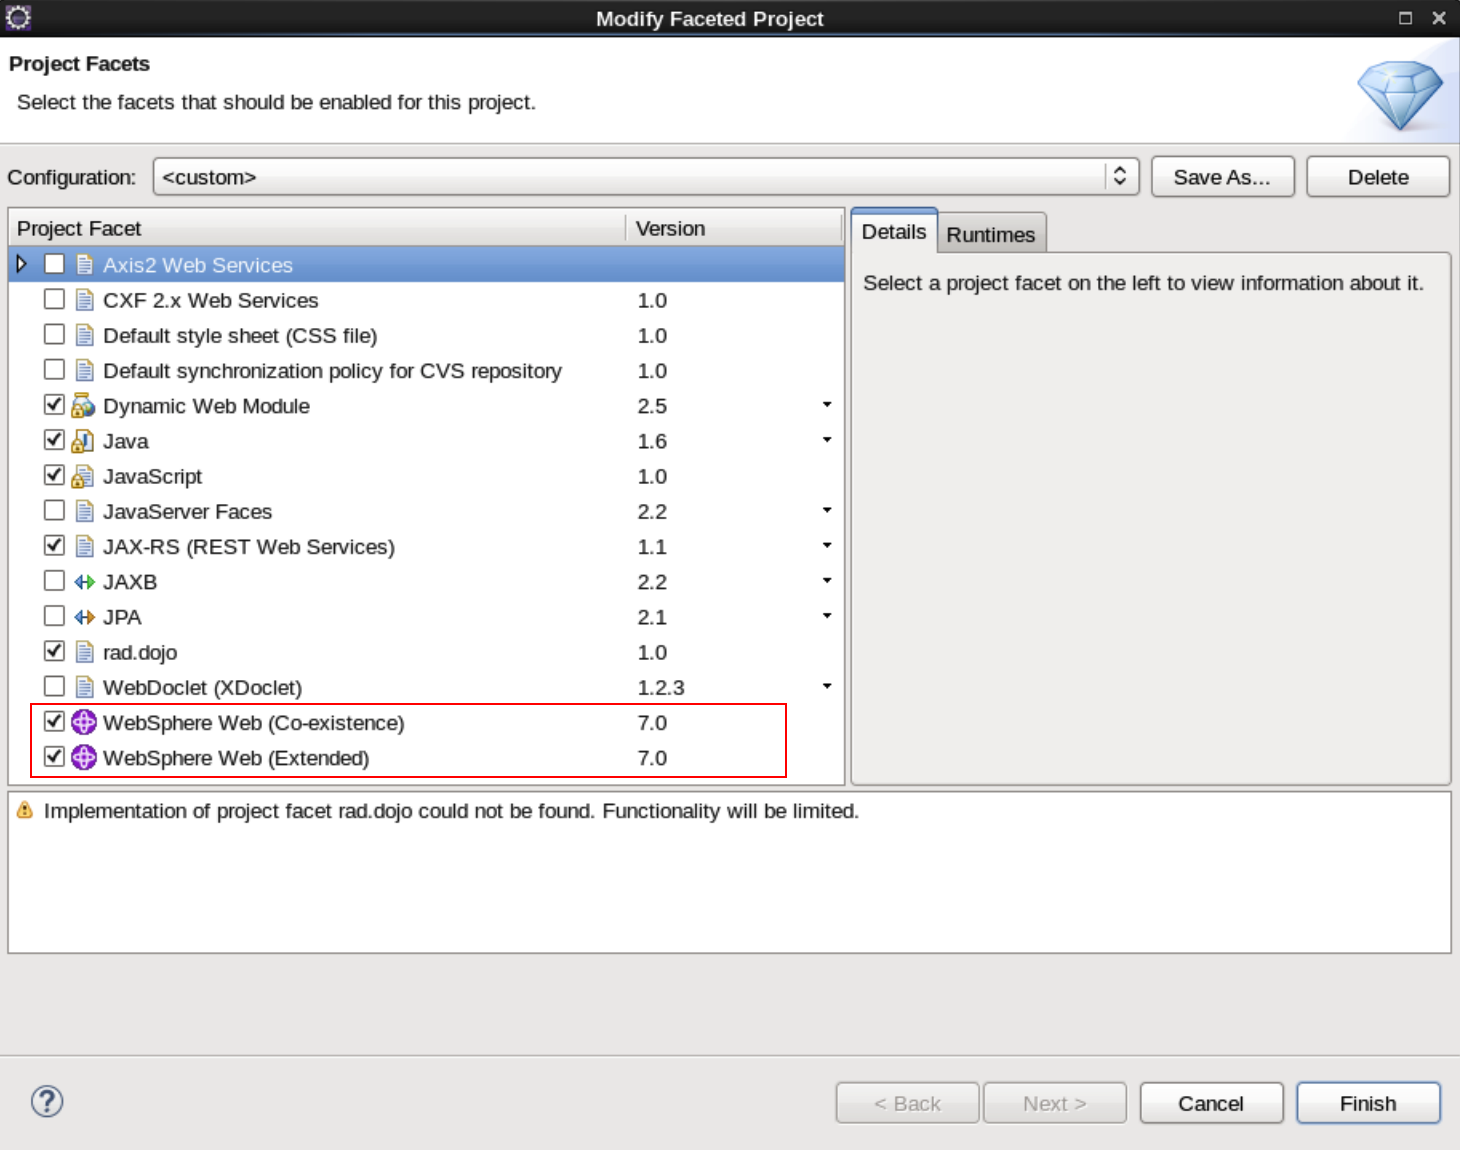 Modify Faceted Project
Project Facets
Select the facets that should be enabled for this project.
Configuration: <custom> Save As... Delete
Project Facet Version
Details Runtimes
Axis2 Web Services
Select a project facet on the left to view information about it.
CXF 2.x Web Services 1.0
Default style sheet (CSS file) 1.0
Default synchronization policy for CVS repository 1.0
Dynamic Web Module 2.5
Java 1.6
JavaScript 1.0
JavaServer Faces 2.2
JAX-RS (REST Web Services) 1.1
JAXB 2.2
JPA 2.1
rad.dojo 1.0
WebDoclet (XDoclet) 1.2.3
WebSphere Web (Co-existence) 7.0
WebSphere Web (Extended) 7.0
Implementation of project facet rad.dojo could not be found. Functionality will be limited.
? < Back Next > Cancel Finish